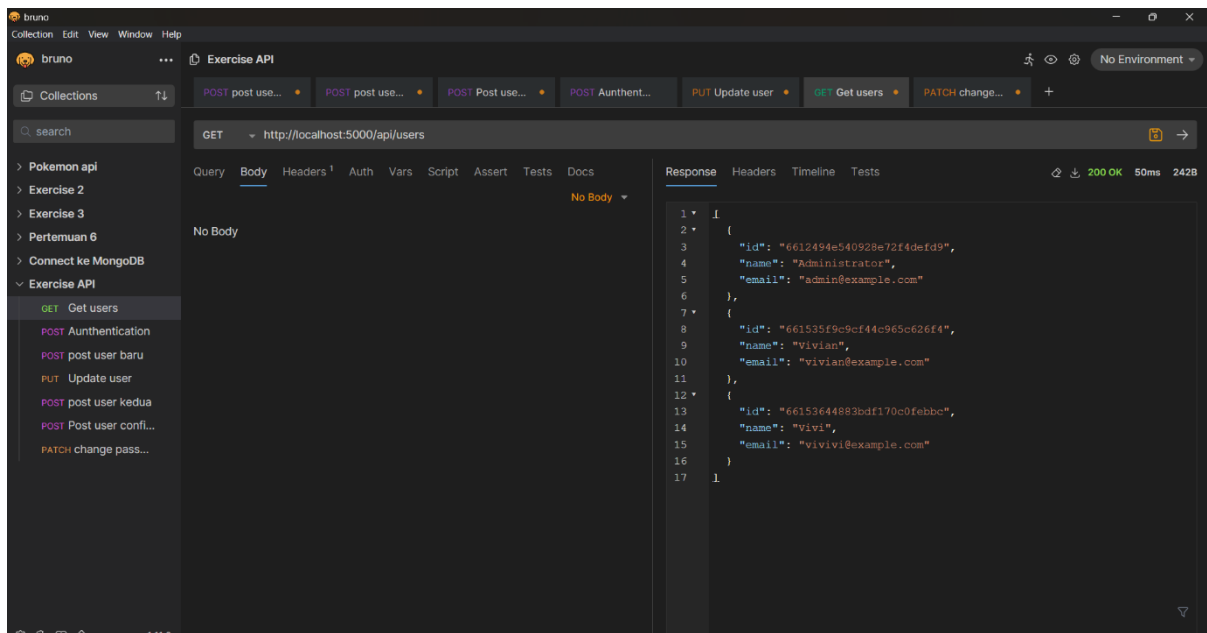 bruno
Collection Edit View Window Help
bruno ...
Exercise API
No Environment
Collections
POST post use...
POST post use...
POST Post use...
POST Aunthent...
PUT Update user
GET Get users
PATCH change...
+
search
GET http://localhost:5000/api/users
Query Body Headers 1 Auth Vars Script Assert Tests Docs
No Body
No Body
Response Headers Timeline Tests
200 OK 50ms 242B
Pokemon api
Exercise 2
Exercise 3
Pertemuan 6
Connect ke MongoDB
Exercise API
GET Get users
POST Aunthentication
POST post user baru
PUT Update user
POST post user kedua
POST Post user confi...
PATCH change pass...
1 [
2 {
3 "id": "6612494e540928e72f4defd9",
4 "name": "Administrator",
5 "email": "admin@example.com"
6 },
7 {
8 "id": "661535f9c9cf44c965c626f4",
9 "name": "Vivian",
10 "email": "vivian@example.com"
11 },
12 {
13 "id": "66153644883bdf170c0febbc",
14 "name": "Vivi",
15 "email": "vivivi@example.com"
16 }
17 ]